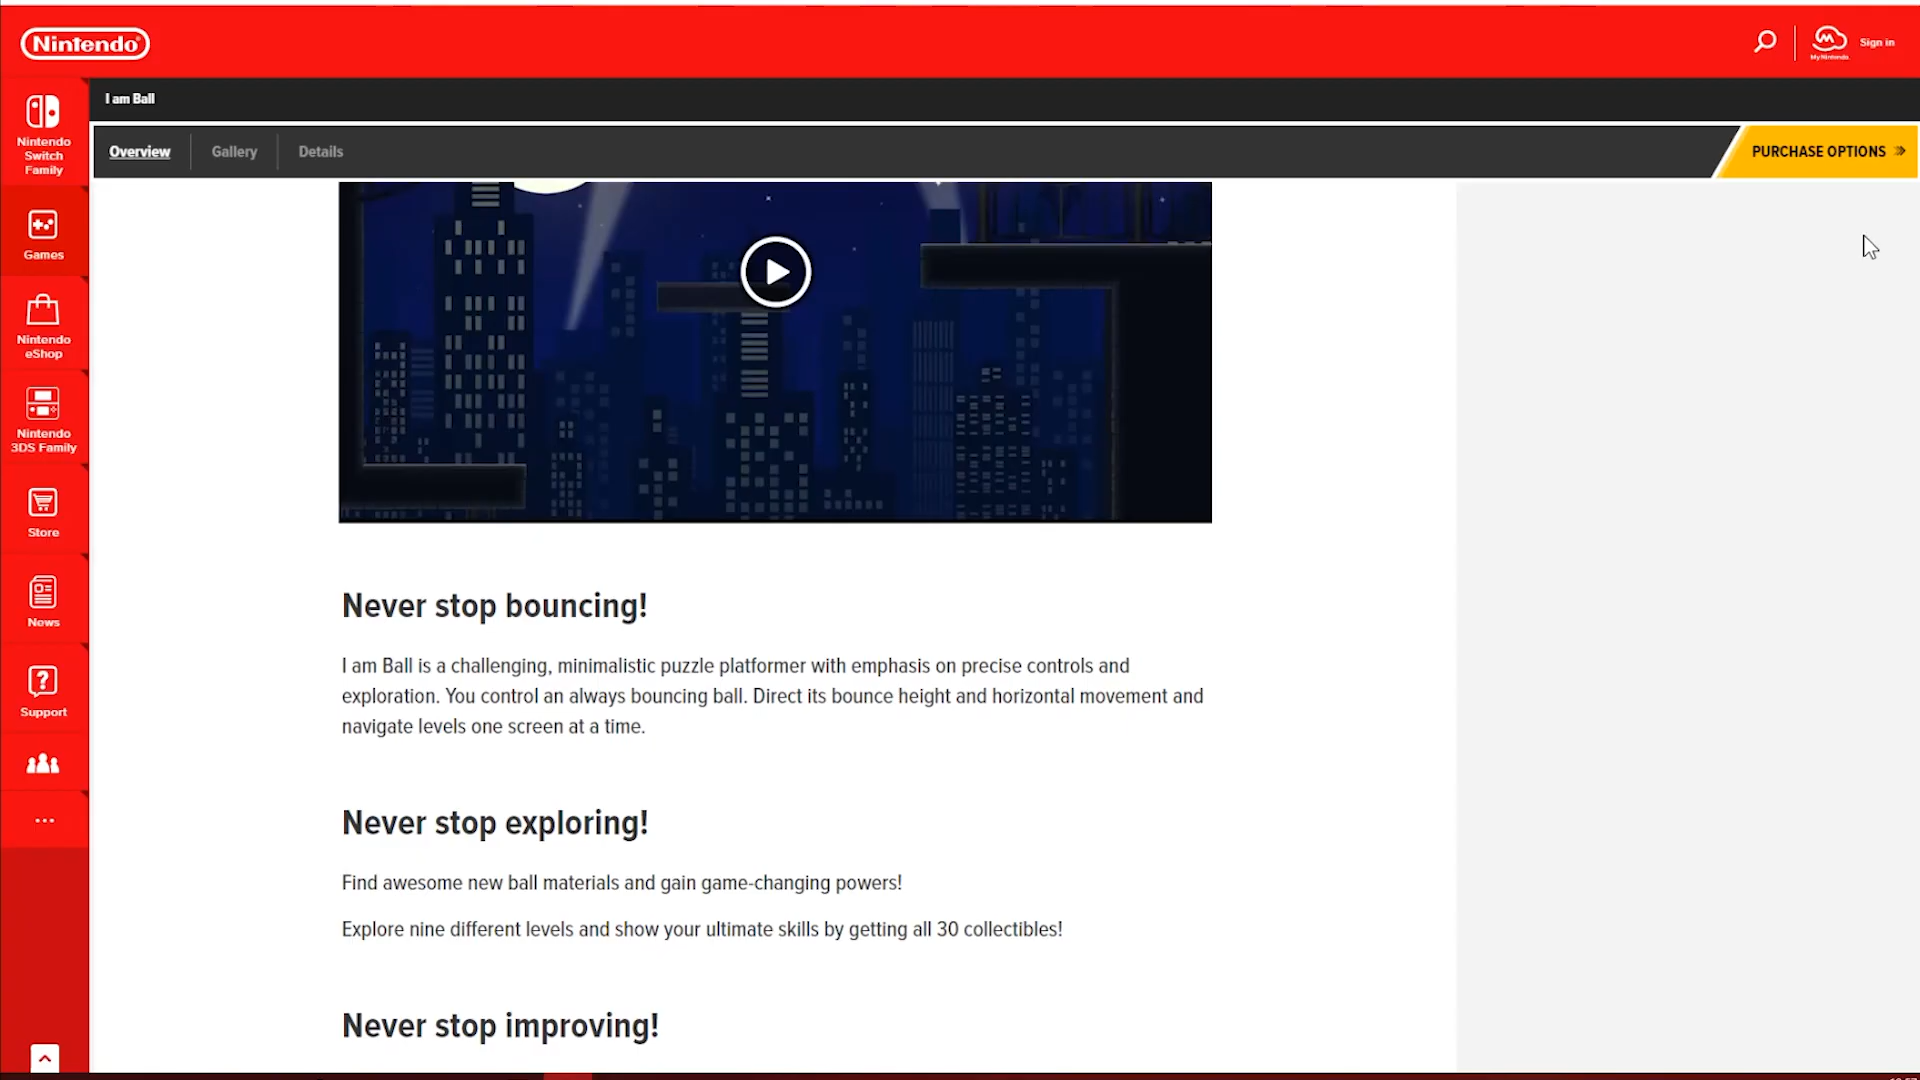 Nintendo
My Nintendo
Sign in
I am Ball
Overview
Gallery
Details
PURCHASE OPTIONS
Nintendo
Switch
Family
Games
Nintendo
eShop
Nintendo
3DS Family
Store
News
Support
Never stop bouncing!
I am Ball is a challenging, minimalistic puzzle platformer with emphasis on precise controls and
exploration. You control an always bouncing ball. Direct its bounce height and horizontal movement and
navigate levels one screen at a time.
Never stop exploring!
Find awesome new ball materials and gain game-changing powers!
Explore nine different levels and show your ultimate skills by getting all 30 collectibles!
Never stop improving!